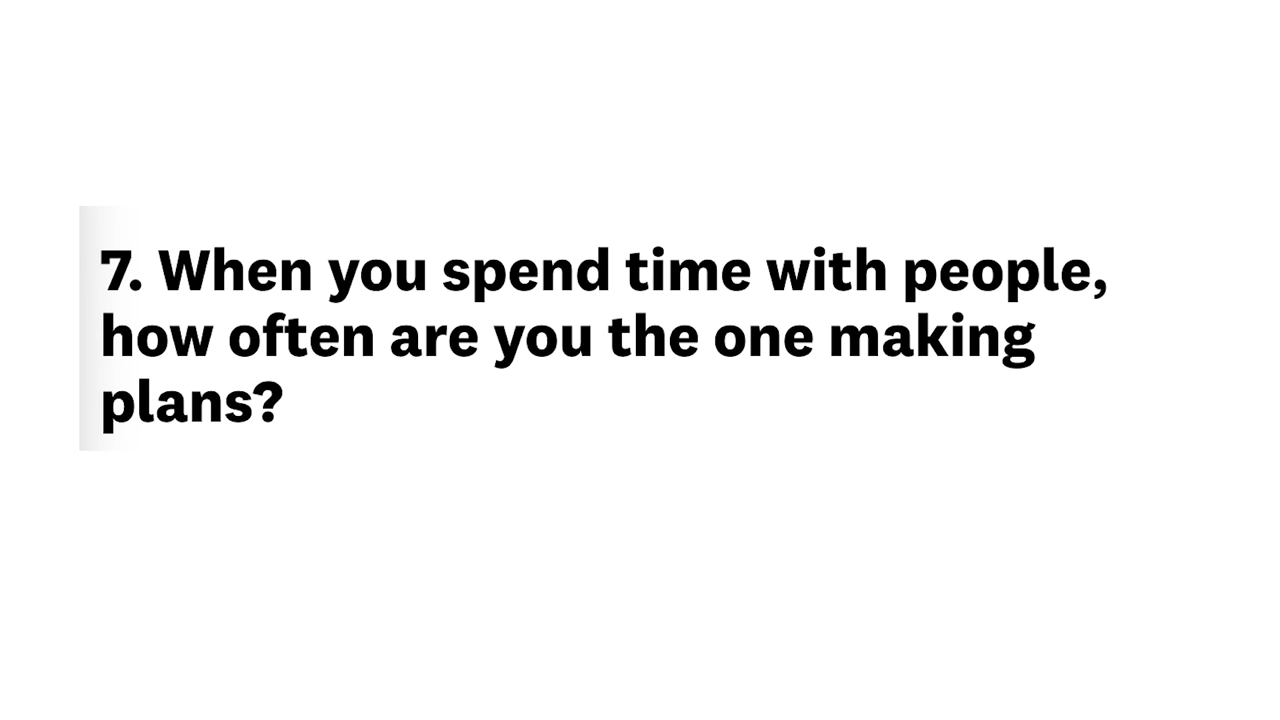 7. When you spend time with people,
how often are you the one making
plans?